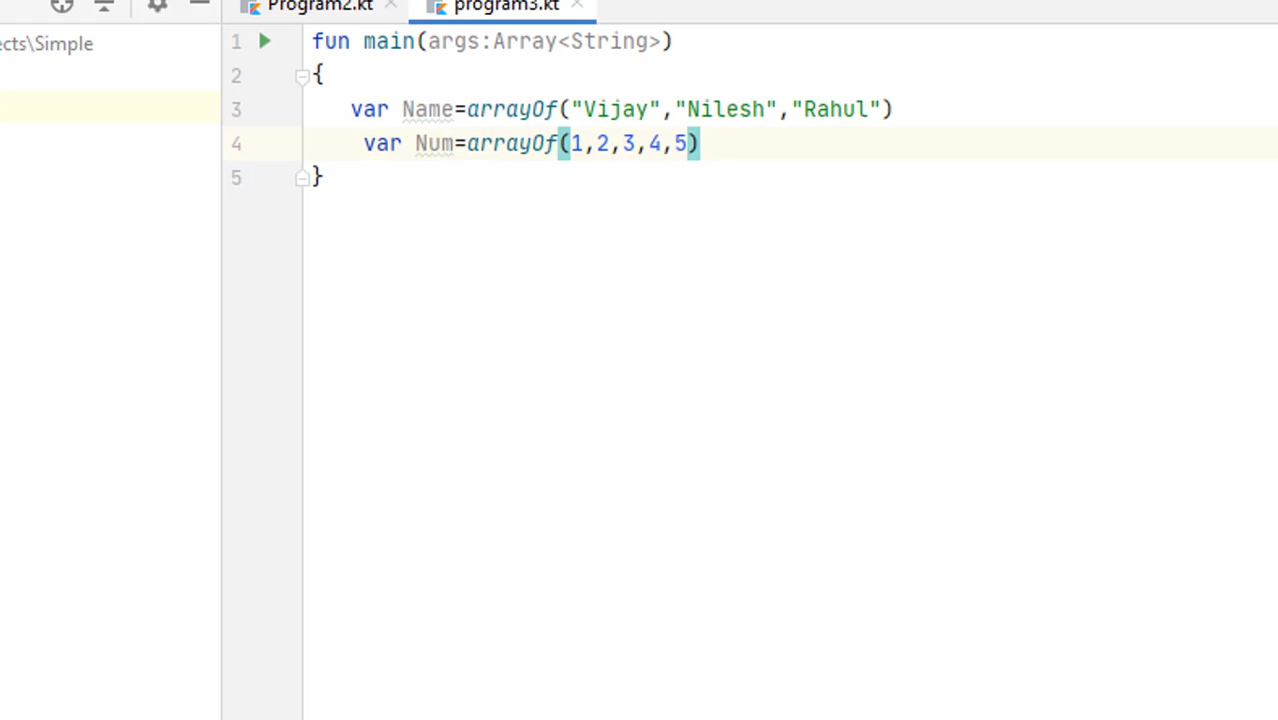 Program2.kt program3.kt
ects\Simple
1 fun main(args:Array<String>)
2 {
3 var Name=arrayOf("Vijay","Nilesh","Rahul")
4 var Num=arrayOf(1,2,3,4,5)
5 }